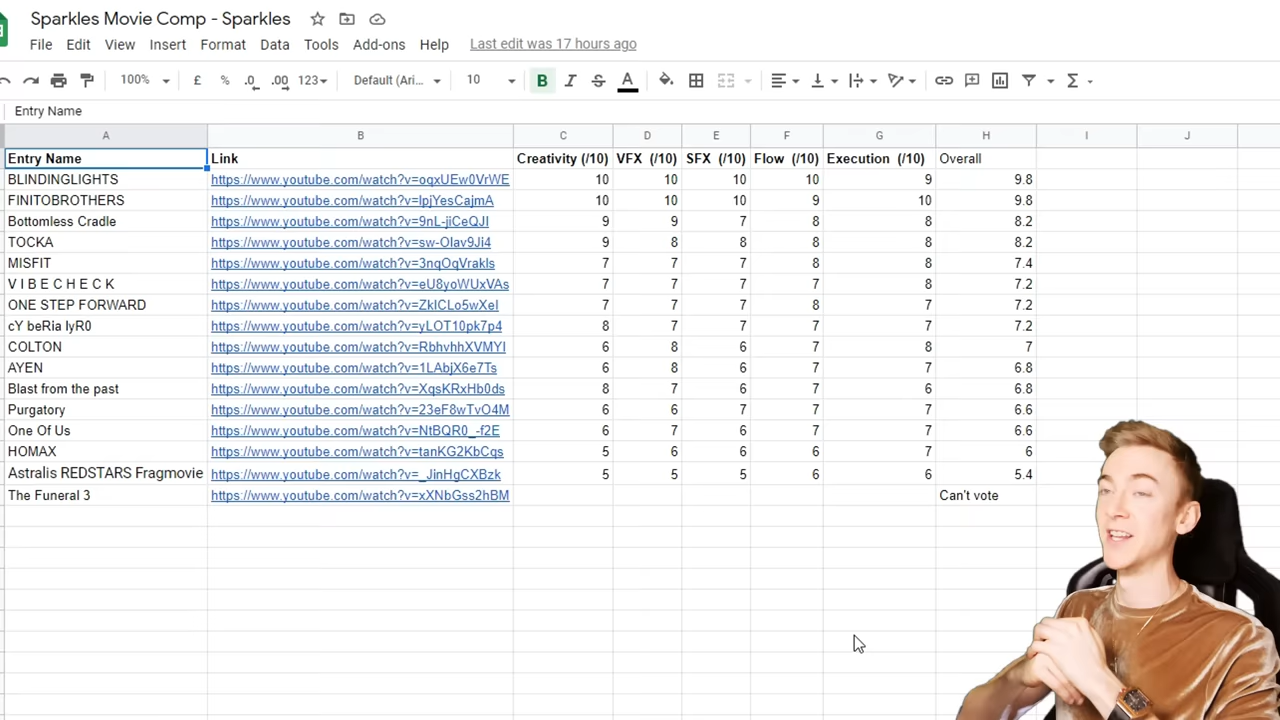 Sparkles Movie Comp - Sparkles
File Edit View Insert Format Data Tools Add-ons Help Last edit was 17 hours ago
100% £ % .0 .00 123 Default (Ari... 10 B I S A
Entry Name
A B C D E F G H I J
Entry Name Link Creativity (/10) VFX (/10) SFX (/10) Flow (/10) Execution (/10) Overall
BLINDINGLIGHTS https://www.youtube.com/watch?v=oqxUEw0VrWE 10 10 10 10 9 9.8
FINITOBROTHERS https://www.youtube.com/watch?v=lpjYesCajmA 10 10 10 9 10 9.8
Bottomless Cradle https://www.youtube.com/watch?v=9nL-jiCeQJI 9 9 7 8 8 8.2
TOCKA https://www.youtube.com/watch?v=sw-OIav9Ji4 9 8 8 8 8 8.2
MISFIT https://www.youtube.com/watch?v=3nqOqVrakls 7 7 7 8 8 7.4
V I B E C H E C K https://www.youtube.com/watch?v=eU8yoWUxVAs 7 7 7 7 8 7.2
ONE STEP FORWARD https://www.youtube.com/watch?v=ZkICLo5wXeI 7 7 7 8 7 7.2
cY beRia lyR0 https://www.youtube.com/watch?v=yLOT10pk7p4 8 7 7 7 7 7.2
COLTON https://www.youtube.com/watch?v=RbhvhhXVMYI 6 8 6 7 8 7
AYEN https://www.youtube.com/watch?v=1LAbjX6e7Ts 6 8 6 7 7 6.8
Blast from the past https://www.youtube.com/watch?v=XqsKRxHb0ds 8 7 6 7 6 6.8
Purgatory https://www.youtube.com/watch?v=23eF8wTvO4M 6 6 7 7 7 6.6
One Of Us https://www.youtube.com/watch?v=NtBQR0_-f2E 6 7 6 7 7 6.6
HOMAX https://www.youtube.com/watch?v=tanKG2KbCqs 5 6 6 6 7 6
Astralis REDSTARS Fragmovie https://www.youtube.com/watch?v=_JinHgCXBzk 5 5 5 6 6 5.4
The Funeral 3 https://www.youtube.com/watch?v=xXNbGss2hBM Can't vote